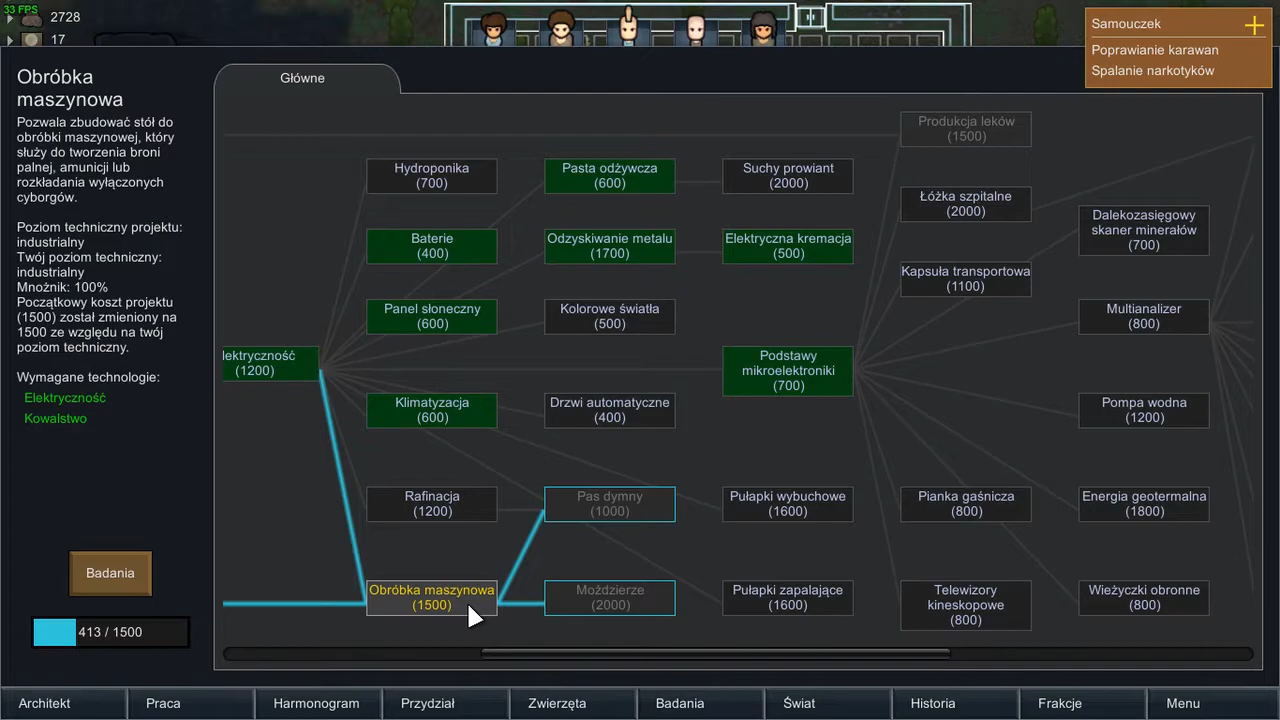 33 FPS
2728
17
Samouczek
Poprawianie karawan
Spalanie narkotyków
Obróbka
maszynowa
Pozwala zbudować stół do
obróbki maszynowej, który
służy do tworzenia broni
palnej, amunicji lub
rozkładania wyłączonych
cyborgów.
Poziom techniczny projektu:
industrialny
Twój poziom techniczny:
industrialny
Mnożnik: 100%
Początkowy koszt projektu
(1500) został zmieniony na
1500 ze względu na twój
poziom techniczny.
Wymagane technologie:
Elektryczność
Kowalstwo
Badania
413 / 1500
Główne
Produkcja leków
(1500)
Hydroponika
(700)
Pasta odżywcza
(600)
Suchy prowiant
(2000)
Łóżka szpitalne
(2000)
Dalekozasięgowy
skaner minerałów
(700)
Baterie
(400)
Odzyskiwanie metalu
(1700)
Elektryczna kremacja
(500)
Kapsuła transportowa
(1100)
Panel słoneczny
(600)
Kolorowe światła
(500)
Multianalizer
(800)
lektryczność
(1200)
Podstawy
mikroelektroniki
(700)
Klimatyzacja
(600)
Drzwi automatyczne
(400)
Pompa wodna
(1200)
Rafinacja
(1200)
Pas dymny
(1000)
Pułapki wybuchowe
(1600)
Pianka gaśnicza
(800)
Energia geotermalna
(1800)
Obróbka maszynowa
(1500)
Moździerze
(2000)
Pułapki zapalające
(1600)
Telewizory
kineskopowe
(800)
Wieżyczki obronne
(800)
Architekt
Praca
Harmonogram
Przydział
Zwierzęta
Badania
Świat
Historia
Frakcje
Menu